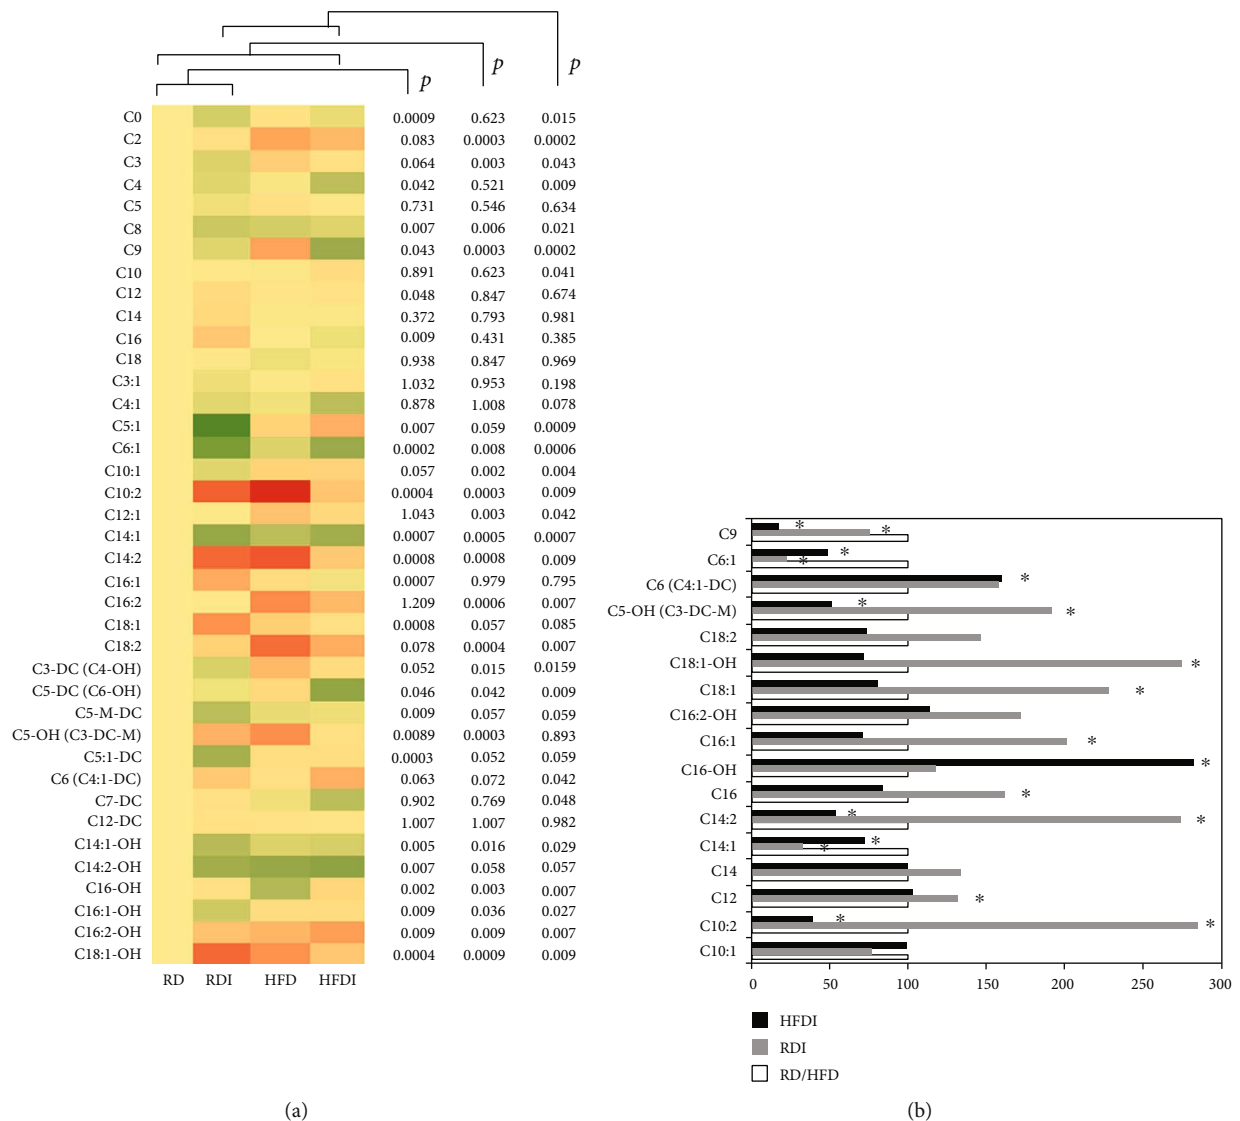 p
p
p
C0 0.0009 0.623 0.015
C2 0.083 0.0003 0.0002
C3 0.064 0.003 0.043
C4 0.042 0.521 0.009
C5 0.731 0.546 0.634
C8 0.007 0.006 0.021
C9 0.043 0.0003 0.0002
C10 0.891 0.623 0.041
C12 0.048 0.847 0.674
C14 0.372 0.793 0.981
C16 0.009 0.431 0.385
C18 0.938 0.847 0.969
C3:1 1.032 0.953 0.198
C4:1 0.878 1.008 0.078
C5:1 0.007 0.059 0.0009
C6:1 0.0002 0.008 0.0006
C10:1 0.057 0.002 0.004
C10:2 0.0004 0.0003 0.009
C12:1 1.043 0.003 0.042
C14:1 0.0007 0.0005 0.0007
C14:2 0.0008 0.0008 0.009
C16:1 0.0007 0.979 0.795
C16:2 1.209 0.0006 0.007
C18:1 0.0008 0.057 0.085
C18:2 0.078 0.0004 0.007
C3-DC (C4-OH) 0.052 0.015 0.0159
C5-DC (C6-OH) 0.046 0.042 0.009
C5-M-DC 0.009 0.057 0.059
C5-OH (C3-DC-M) 0.0089 0.0003 0.893
C5:1-DC 0.0003 0.052 0.059
C6 (C4:1-DC) 0.063 0.072 0.042
C7-DC 0.902 0.769 0.048
C12-DC 1.007 1.007 0.982
C14:1-OH 0.005 0.016 0.029
C14:2-OH 0.007 0.058 0.057
C16-OH 0.002 0.003 0.007
C16:1-OH 0.009 0.036 0.027
C16:2-OH 0.009 0.009 0.007
C18:1-OH 0.0004 0.0009 0.009
RD RDI HFD HFDI
(a)
C9 * *
C6:1 * *
C6 (C4:1-DC) *
C5-OH (C3-DC-M) * *
C18:2
C18:1-OH *
C18:1 *
C16:2-OH
C16:1 *
C16-OH *
C16 *
C14:2 * *
C14:1 * *
C14
C12 *
C10:2 * *
C10:1
0 50 100 150 200 250 300
HFDI
RDI
RD/HFD
(b)